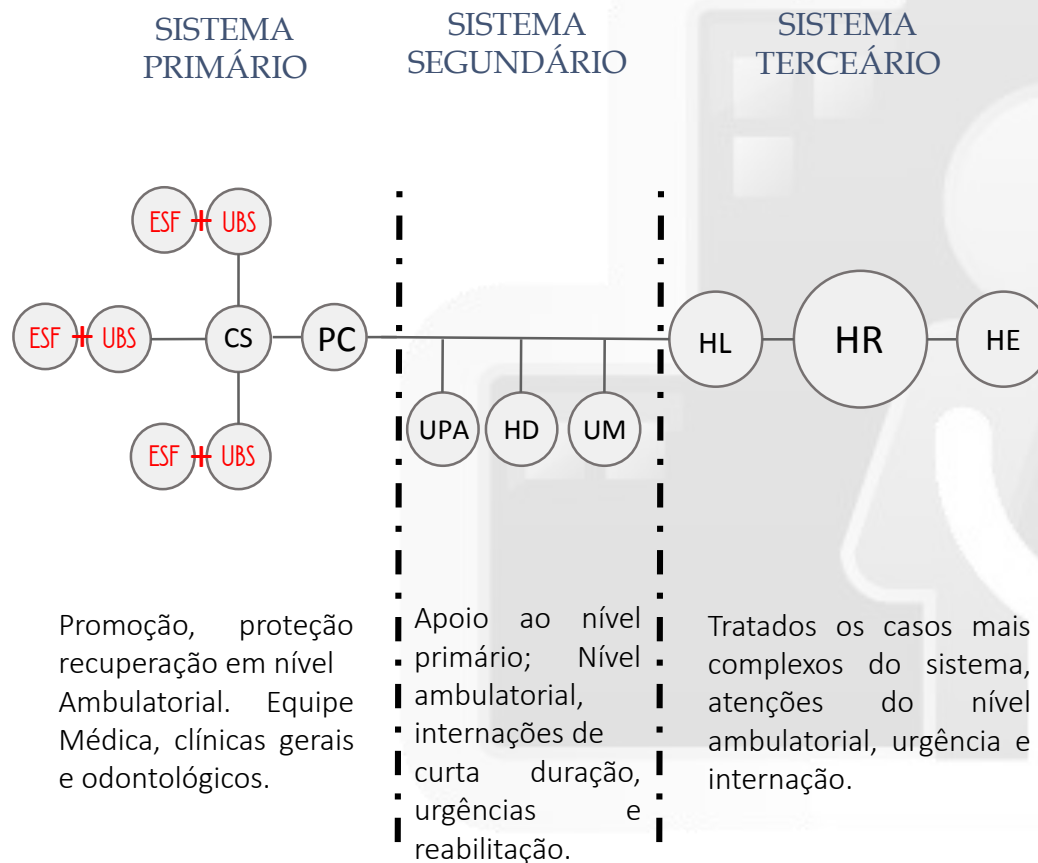 SISTEMA
PRIMÁRIO
SISTEMA
SEGUNDÁRIO
SISTEMA
TERCEÁRIO
ESF + UBS
ESF + UBS
CS
PC
HL
HR
HE
ESF + UBS
UPA
HD
UM
Promoção, proteção
recuperação em nível
Ambulatorial. Equipe
Médica, clínicas gerais
e odontológicos.
Apoio ao nível
primário; Nível
ambulatorial,
internações de
curta duração,
urgências e
reabilitação.
Tratados os casos mais
complexos do sistema,
atenções do nível
ambulatorial, urgência e
internação.